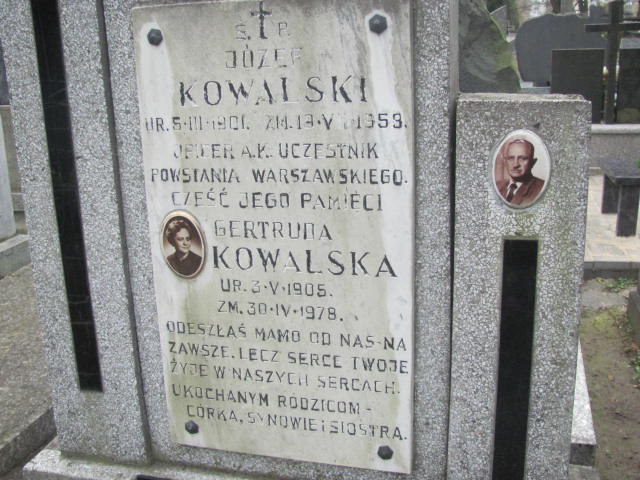 Ś. P.
JÓZEF
KOWALSKI
UR. 5·III·1901. ZM. 19·V 1959.
OFICER A.K. UCZESTNIK
POWSTANIA WARSZAWSKIEGO.
CZEŚĆ JEGO PAMIĘCI
GERTRUDA
KOWALSKA
UR. 3·V·1905.
ZM. 30·IV·1978.
ODESZŁAŚ MAMO OD NAS·NA
ZAWSZE, LECZ SERCE TWOJE
ŻYJE W NASZYCH SERCACH.
UKOCHANYM RODZICOM-
CÓRKA, SYNOWIE I SIOSTRA.